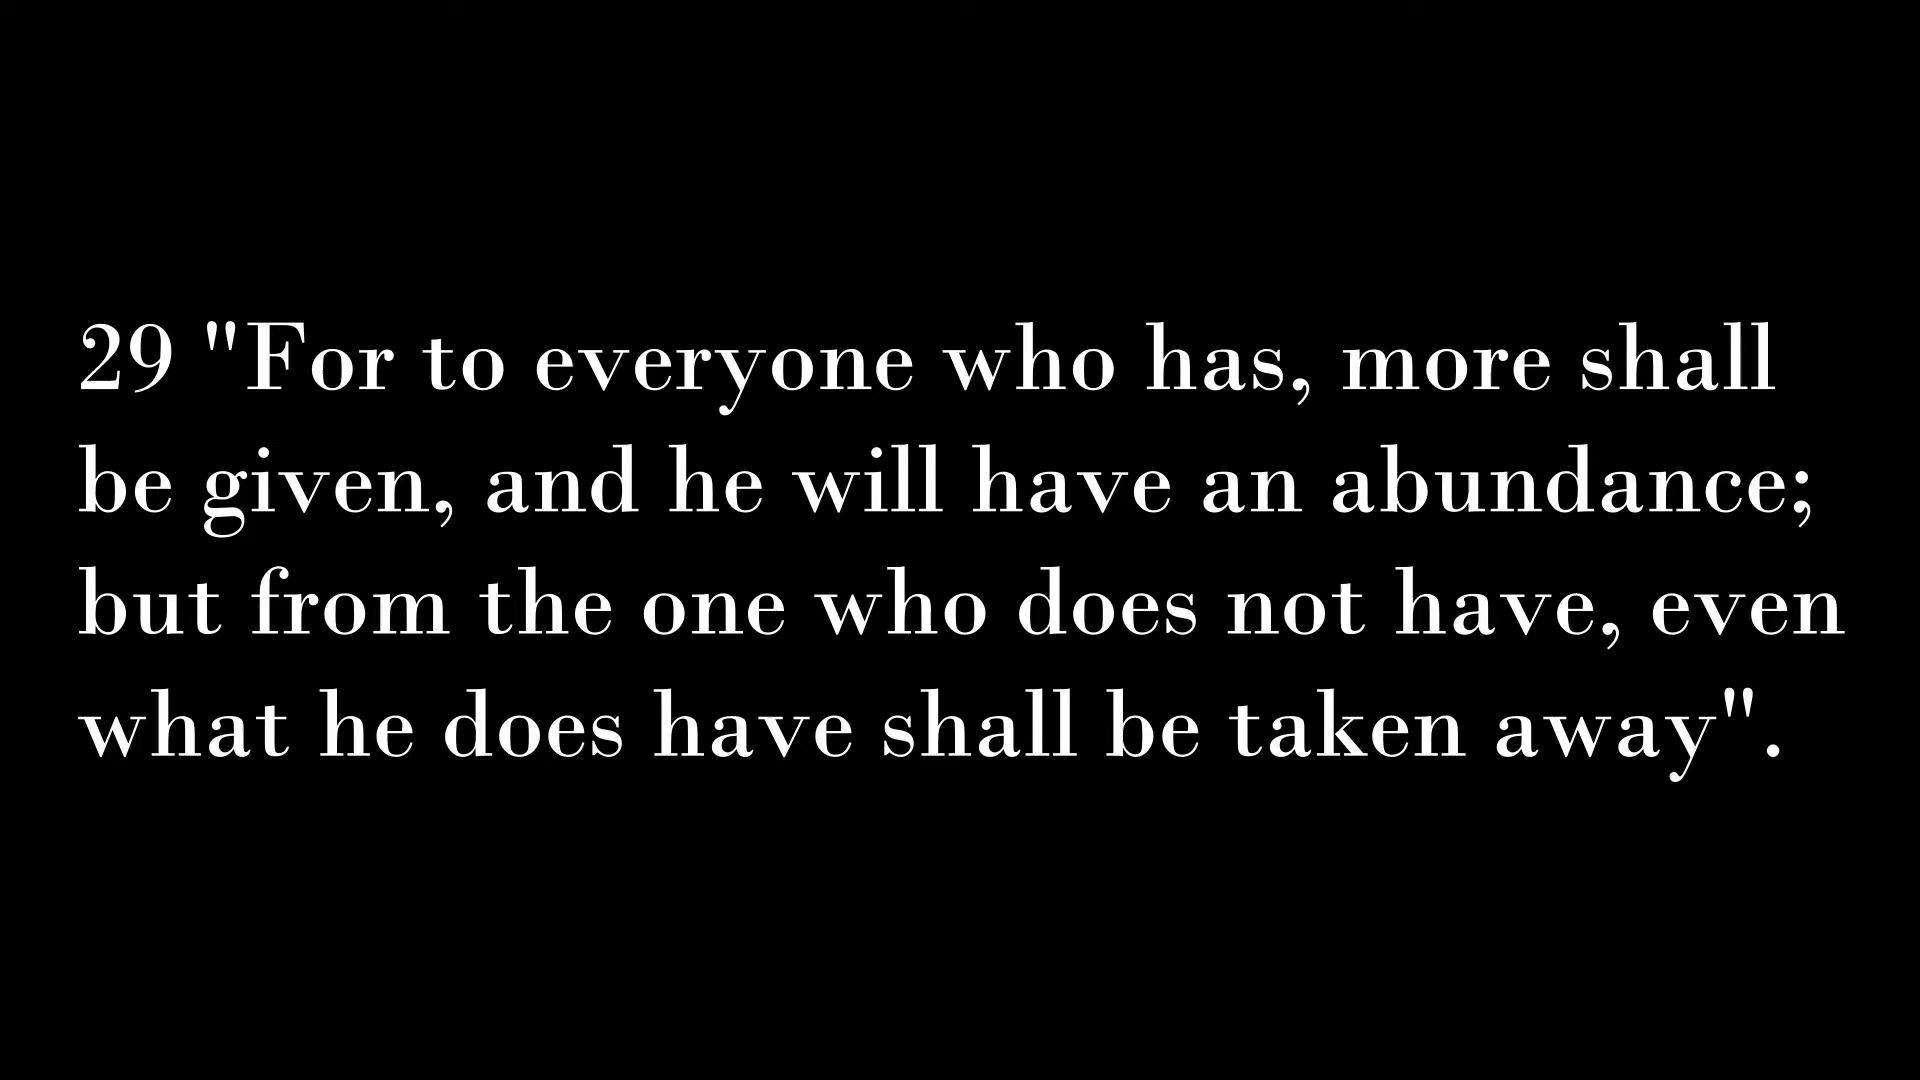 29 "For to everyone who has, more shall
be given, and he will have an abundance;
but from the one who does not have, even
what he does have shall be taken away".